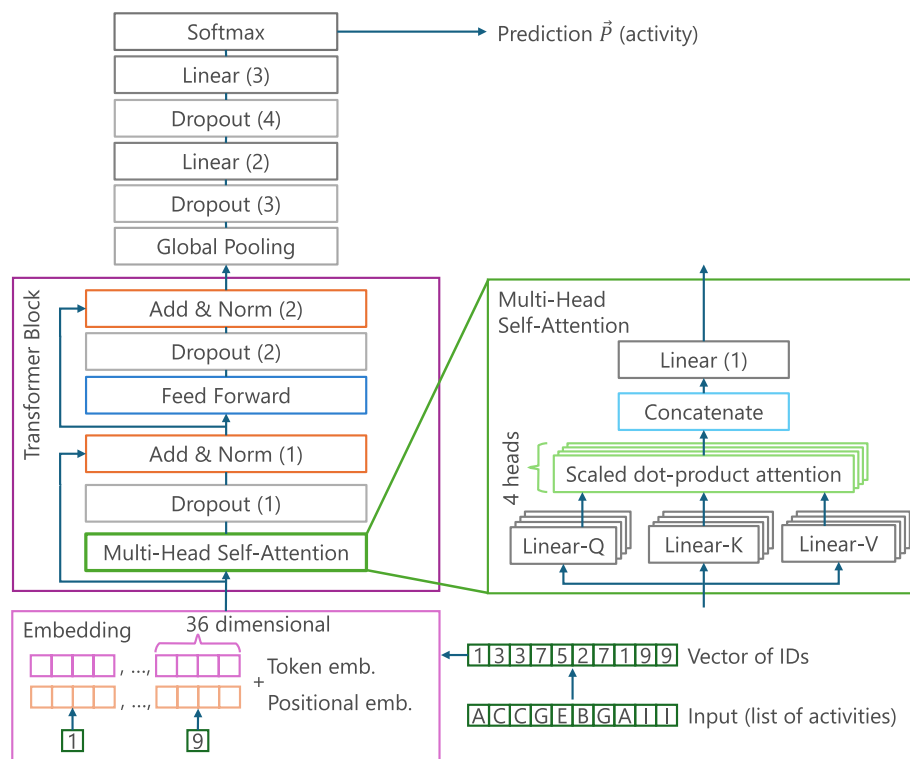 Softmax
Prediction P⃗ (activity)
Linear (3)
Dropout (4)
Linear (2)
Dropout (3)
Global Pooling
Transformer Block
Add & Norm (2)
Dropout (2)
Feed Forward
Add & Norm (1)
Dropout (1)
Multi-Head Self-Attention
Multi-Head
Self-Attention
Linear (1)
Concatenate
4 heads
Scaled dot-product attention
Linear-Q
Linear-K
Linear-V
Embedding
36 dimensional
, ...,
Token emb.
+
, ...,
Positional emb.
1
9
1 3 3 7 5 2 7 1 9 9
Vector of IDs
A C C G E B G A I I
Input (list of activities)